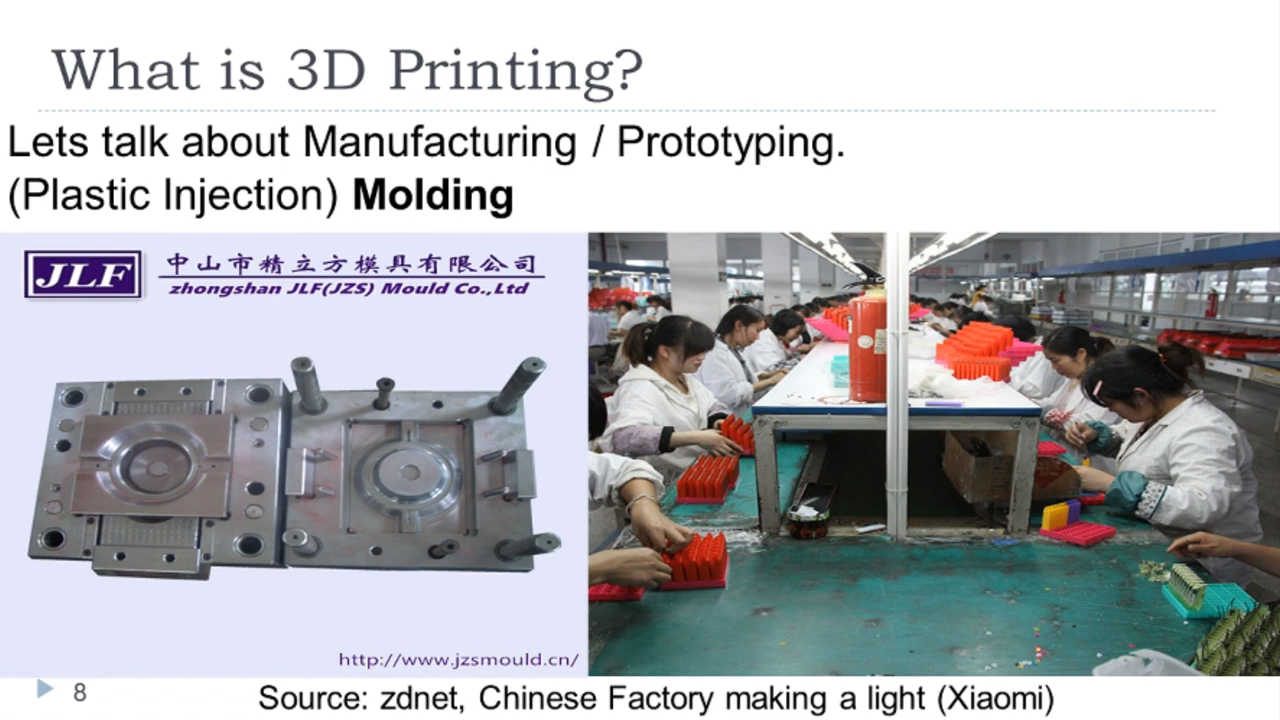 What is 3D Printing?
Lets talk about Manufacturing / Prototyping.
(Plastic Injection) Molding
JLF
中山市精立方模具有限公司
zhongshan JLF(JZS) Mould Co.,Ltd
http://www.jzsmould.cn/
8
Source: zdnet, Chinese Factory making a light (Xiaomi)